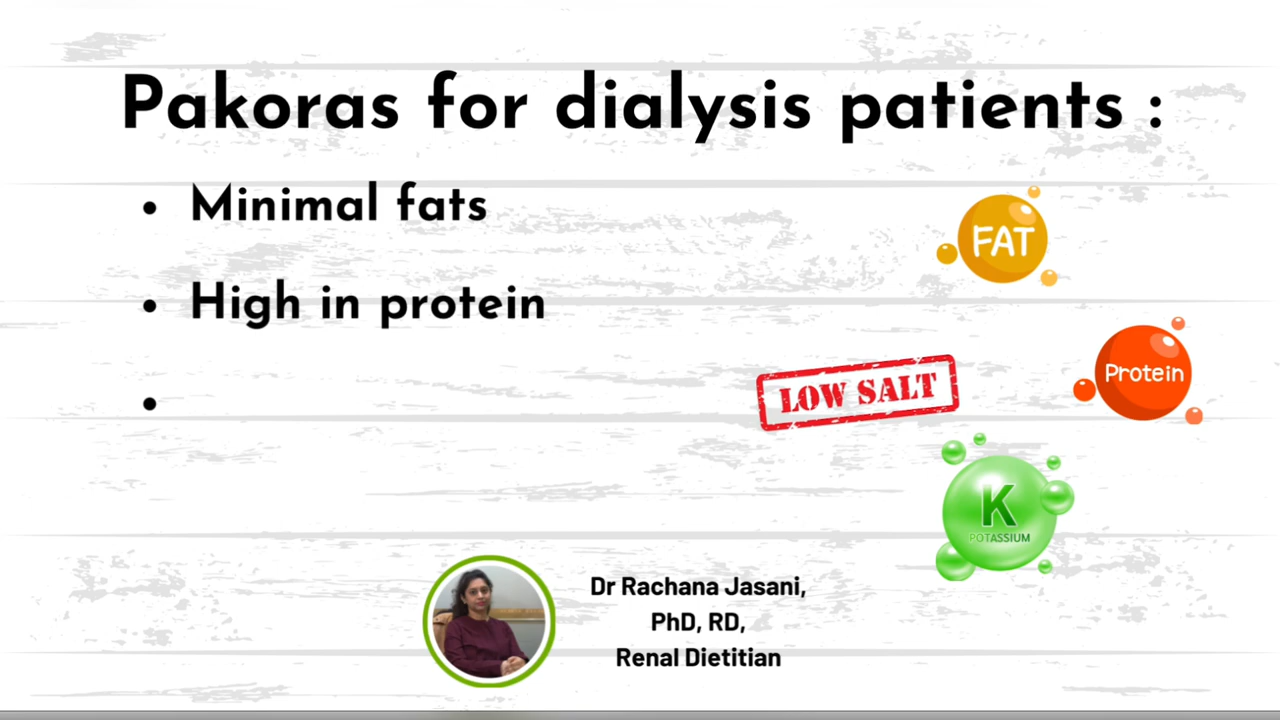 Pakoras for dialysis patients :
• Minimal fats
• High in protein
•
FAT
Protein
LOW SALT
K
POTASSIUM
Dr Rachana Jasani,
PhD, RD,
Renal Dietitian